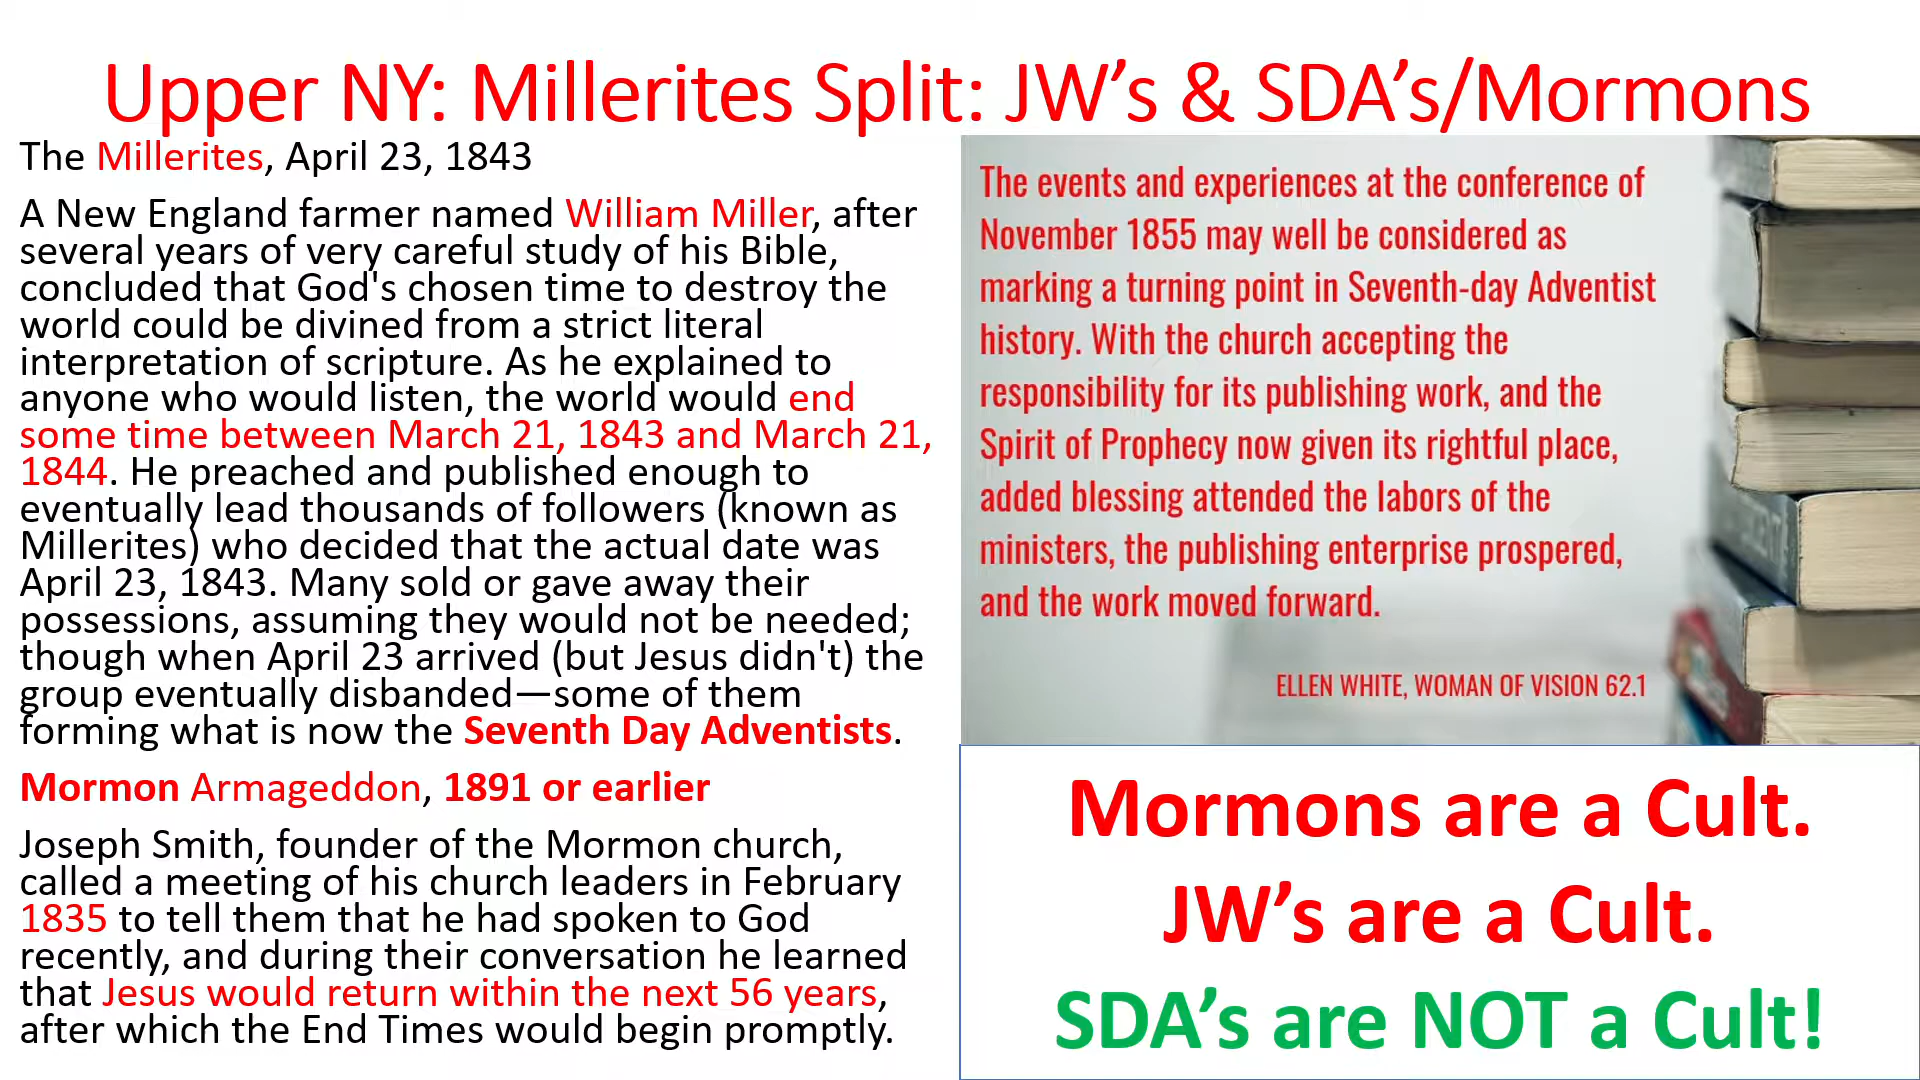 Upper NY: Millerites Split: JW’s & SDA’s/Mormons
The Millerites, April 23, 1843
A New England farmer named William Miller, after
several years of very careful study of his Bible,
concluded that God's chosen time to destroy the
world could be divined from a strict literal
interpretation of scripture. As he explained to
anyone who would listen, the world would end
some time between March 21, 1843 and March 21,
1844. He preached and published enough to
eventually lead thousands of followers (known as
Millerites) who decided that the actual date was
April 23, 1843. Many sold or gave away their
possessions, assuming they would not be needed;
though when April 23 arrived (but Jesus didn't) the
group eventually disbanded—some of them
forming what is now the Seventh Day Adventists.
Mormon Armageddon, 1891 or earlier
Joseph Smith, founder of the Mormon church,
called a meeting of his church leaders in February
1835 to tell them that he had spoken to God
recently, and during their conversation he learned
that Jesus would return within the next 56 years,
after which the End Times would begin promptly.
The events and experiences at the conference of
November 1855 may well be considered as
marking a turning point in Seventh-day Adventist
history. With the church accepting the
responsibility for its publishing work, and the
Spirit of Prophecy now given its rightful place,
added blessing attended the labors of the
ministers, the publishing enterprise prospered,
and the work moved forward.
ELLEN WHITE, WOMAN OF VISION 62.1
Mormons are a Cult.
JW’s are a Cult.
SDA’s are NOT a Cult!